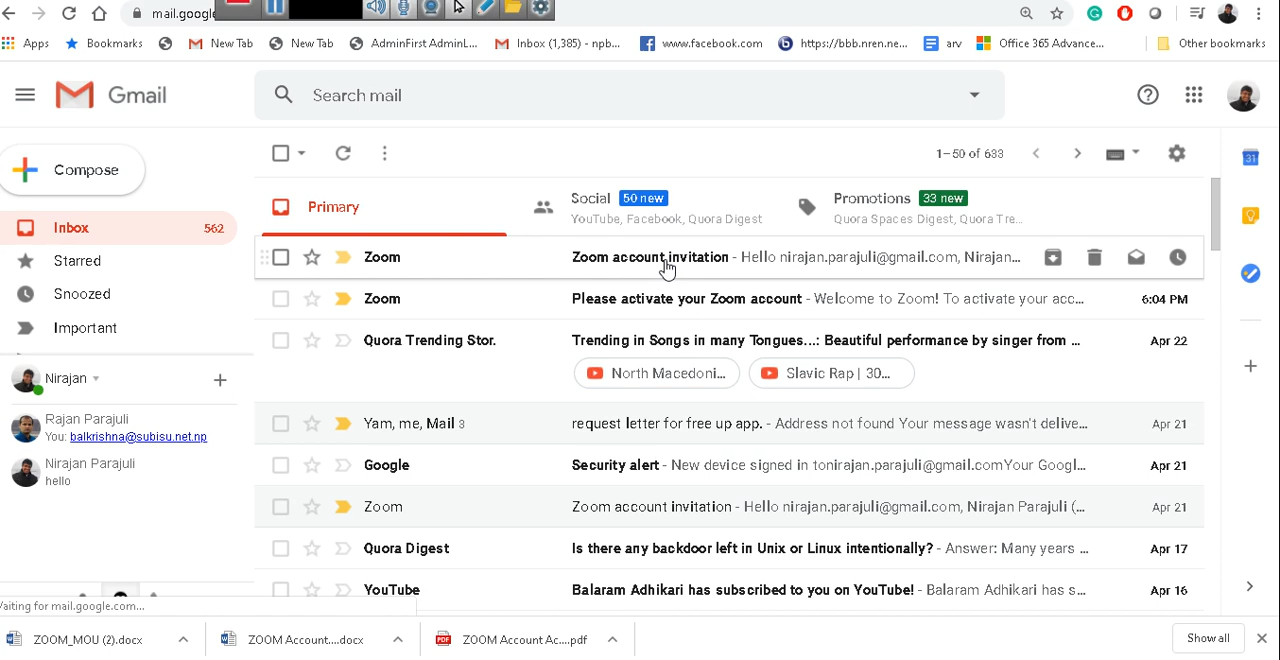 mail.google
Apps Bookmarks New Tab New Tab AdminFirst AdminL... Inbox (1,385) - npb... www.facebook.com https://bbb.nren.ne... arv Office 365 Advance... Other bookmarks
Gmail
Search mail
Compose
1–50 of 633
Inbox 562
Starred
Snoozed
Important
Primary
Social 50 new
YouTube, Facebook, Quora Digest
Promotions 33 new
Quora Spaces Digest, Quora Tre...
Zoom Zoom account invitation - Hello nirajan.parajuli@gmail.com, Nirajan...
Zoom Please activate your Zoom account - Welcome to Zoom! To activate your acc... 6:04 PM
Quora Trending Stor. Trending in Songs in many Tongues...: Beautiful performance by singer from ... Apr 22
North Macedoni... Slavic Rap | 30...
Yam, me, Mail 3 request letter for free up app. - Address not found Your message wasn't delive... Apr 21
Google Security alert - New device signed in tonirajan.parajuli@gmail.comYour Googl... Apr 21
Zoom Zoom account invitation - Hello nirajan.parajuli@gmail.com, Nirajan Parajuli (... Apr 21
Quora Digest Is there any backdoor left in Unix or Linux intentionally? - Answer: Many years ... Apr 17
YouTube Balaram Adhikari has subscribed to you on YouTube! - Balaram Adhikari has s... Apr 16
Nirajan
Rajan Parajuli
You: balkrishna@subisu.net.np
Nirajan Parajuli
hello
for mail.google.com...
ZOOM_MOU (2).docx ZOOM Account....docx ZOOM Account Ac....pdf Show all
31